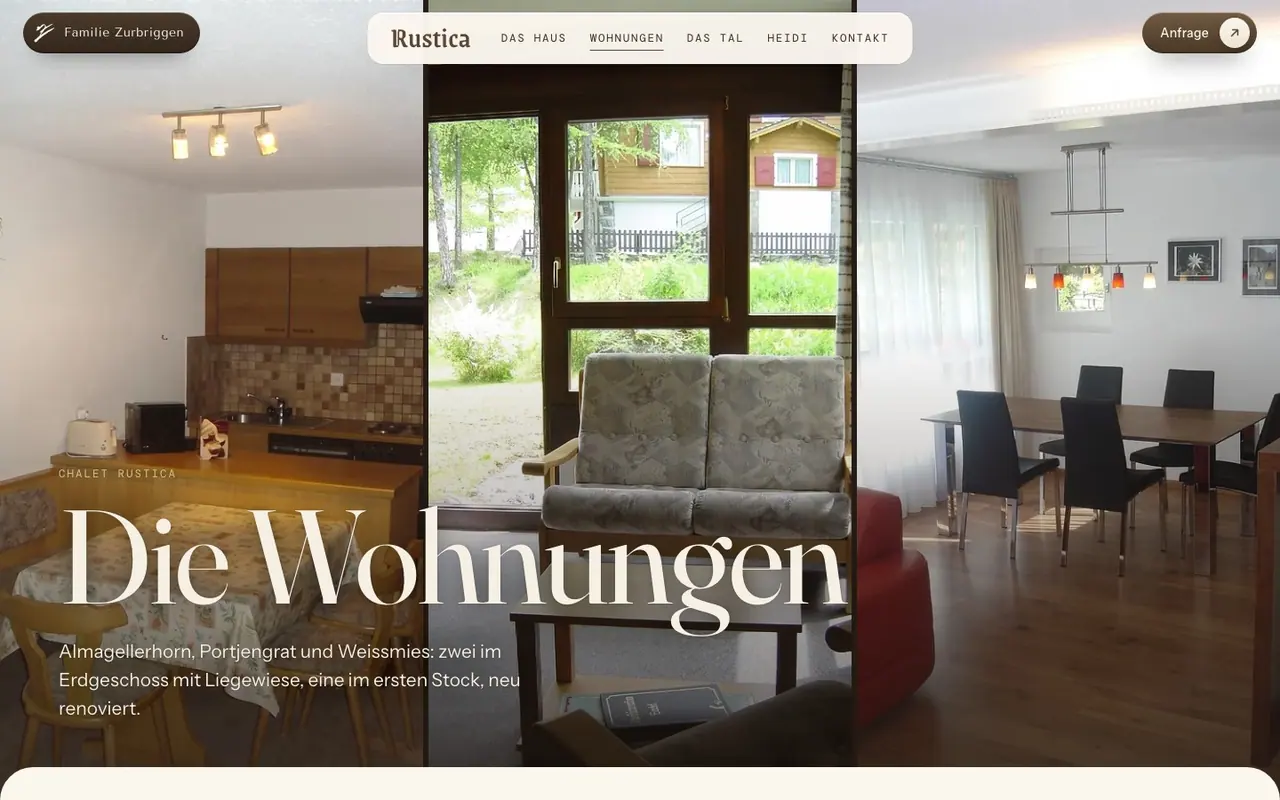 Familie Zurbriggen
Rustica
DAS HAUS
WOHNUNGEN
DAS TAL
HEIDI
KONTAKT
Anfrage
CHALET RUSTICA
Die Wohnungen
Almagellerhorn, Portjengrat und Weissmies: zwei im
Erdgeschoss mit Liegewiese, eine im ersten Stock, neu
renoviert.